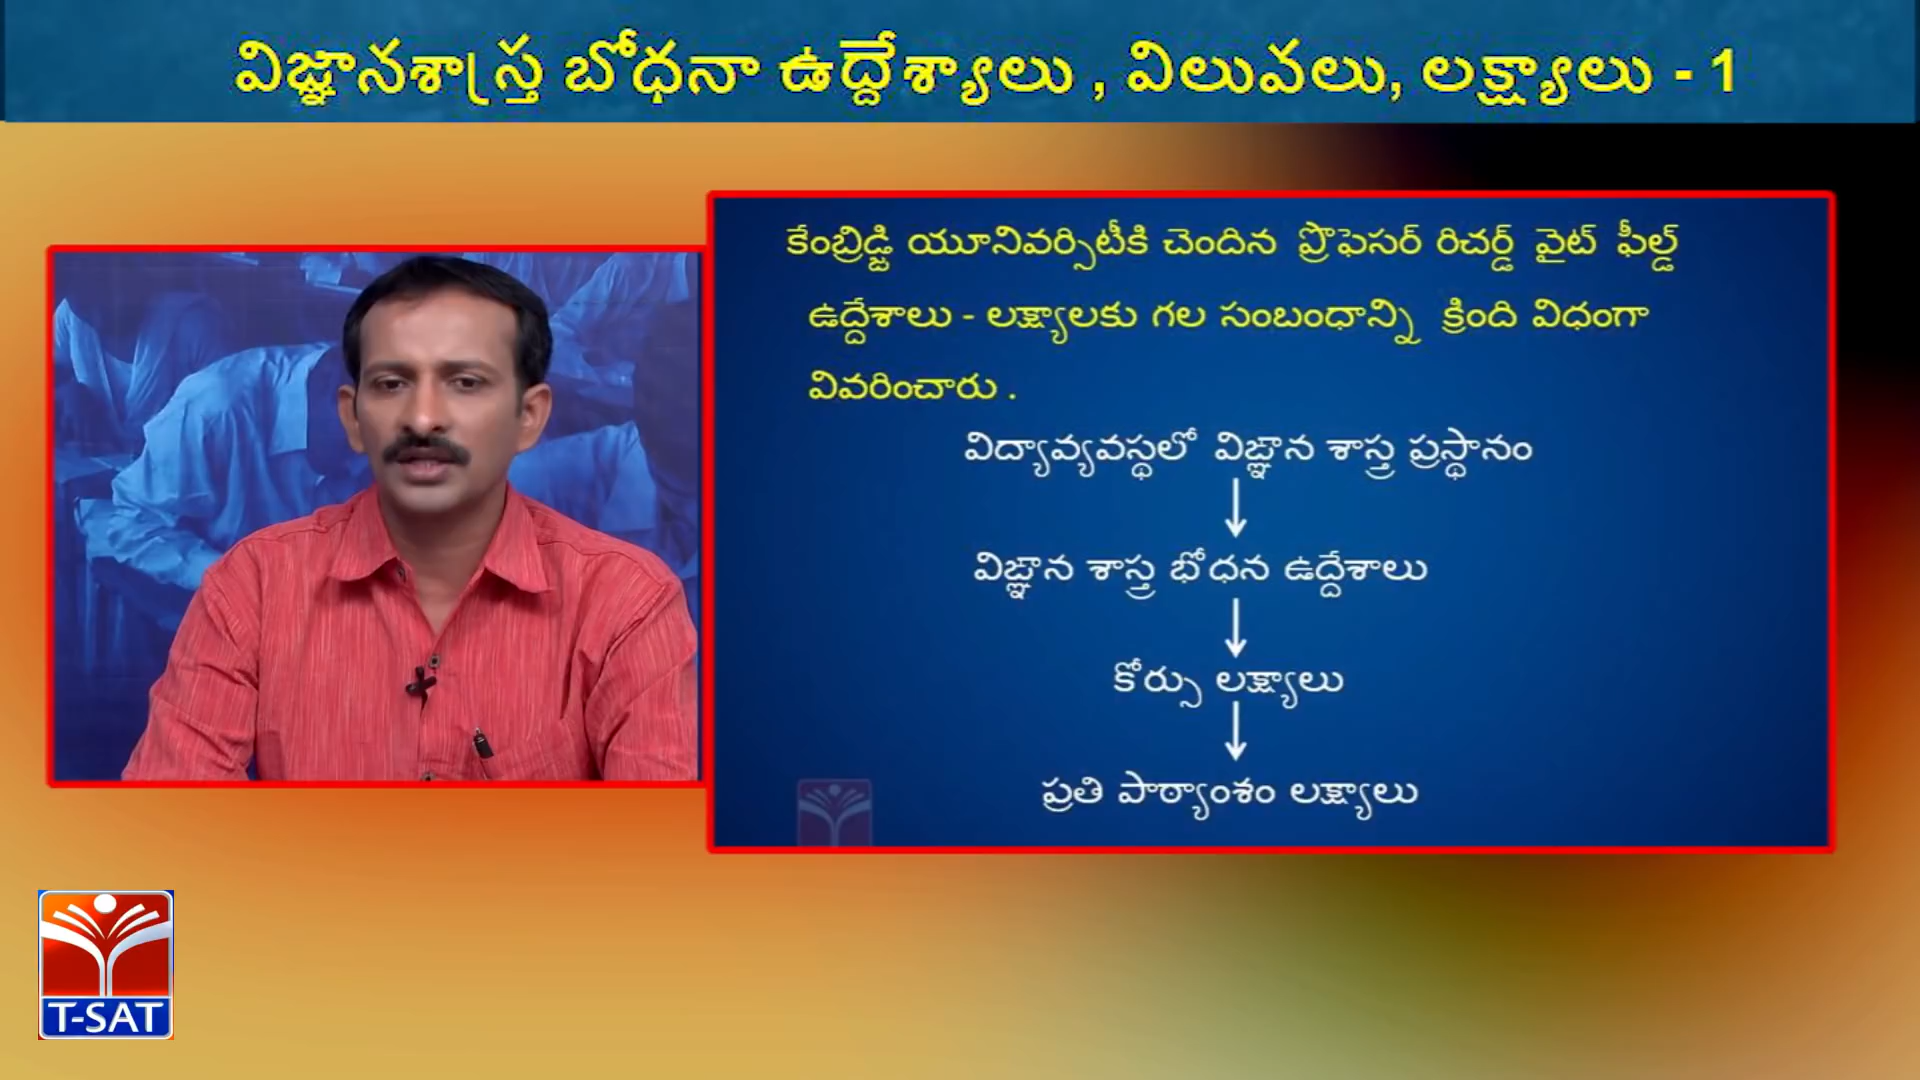 విజ్ఞానశాస్త్ర బోధనా ఉద్దేశ్యాలు , విలువలు, లక్ష్యాలు - 1
కేంబ్రిడ్జి యూనివర్సిటీకి చెందిన ప్రొఫెసర్ రిచర్డ్ వైట్ ఫీల్డ్
ఉద్దేశాలు - లక్ష్యాలకు గల సంబంధాన్ని క్రింది విధంగా
వివరించారు .
విద్యావ్యవస్థలో విజ్ఞాన శాస్త్ర ప్రస్థానం
విజ్ఞాన శాస్త్ర భోధన ఉద్దేశాలు
కోర్సు లక్ష్యాలు
ప్రతి పాఠ్యాంశం లక్ష్యాలు
T-SAT